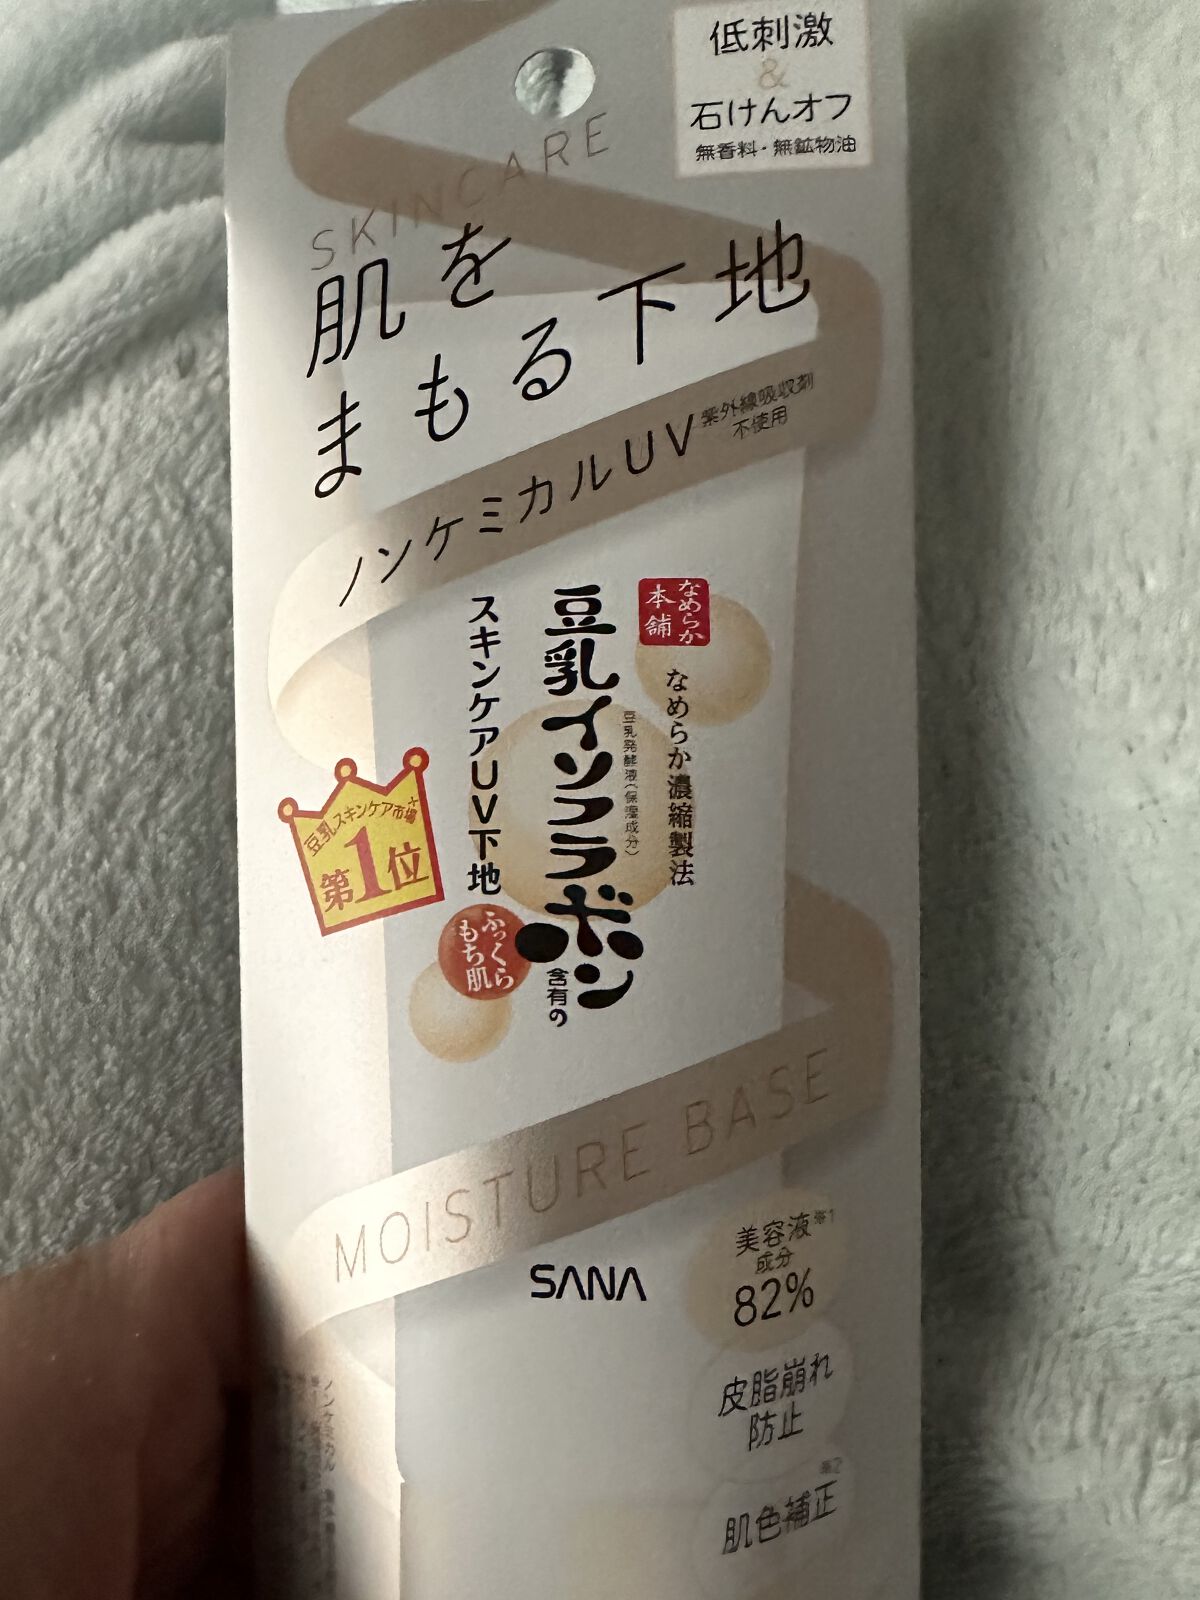 低刺激
&
石けんオフ
無香料・無鉱物油
SKINCARE
肌を
まもる下地
ノンケミカルUV
紫外線吸収剤
不使用
なめらか
本舗
なめらか濃縮製法
豆乳発酵液(保湿成分)
豆乳イソフラボン
含有の
スキンケアUV下地
ふっくら
もち肌
豆乳スキンケア市場
第1位
MOISTURE BASE
SANA
美容液※1
成分
82%
皮脂崩れ
防止
※2
肌色補正